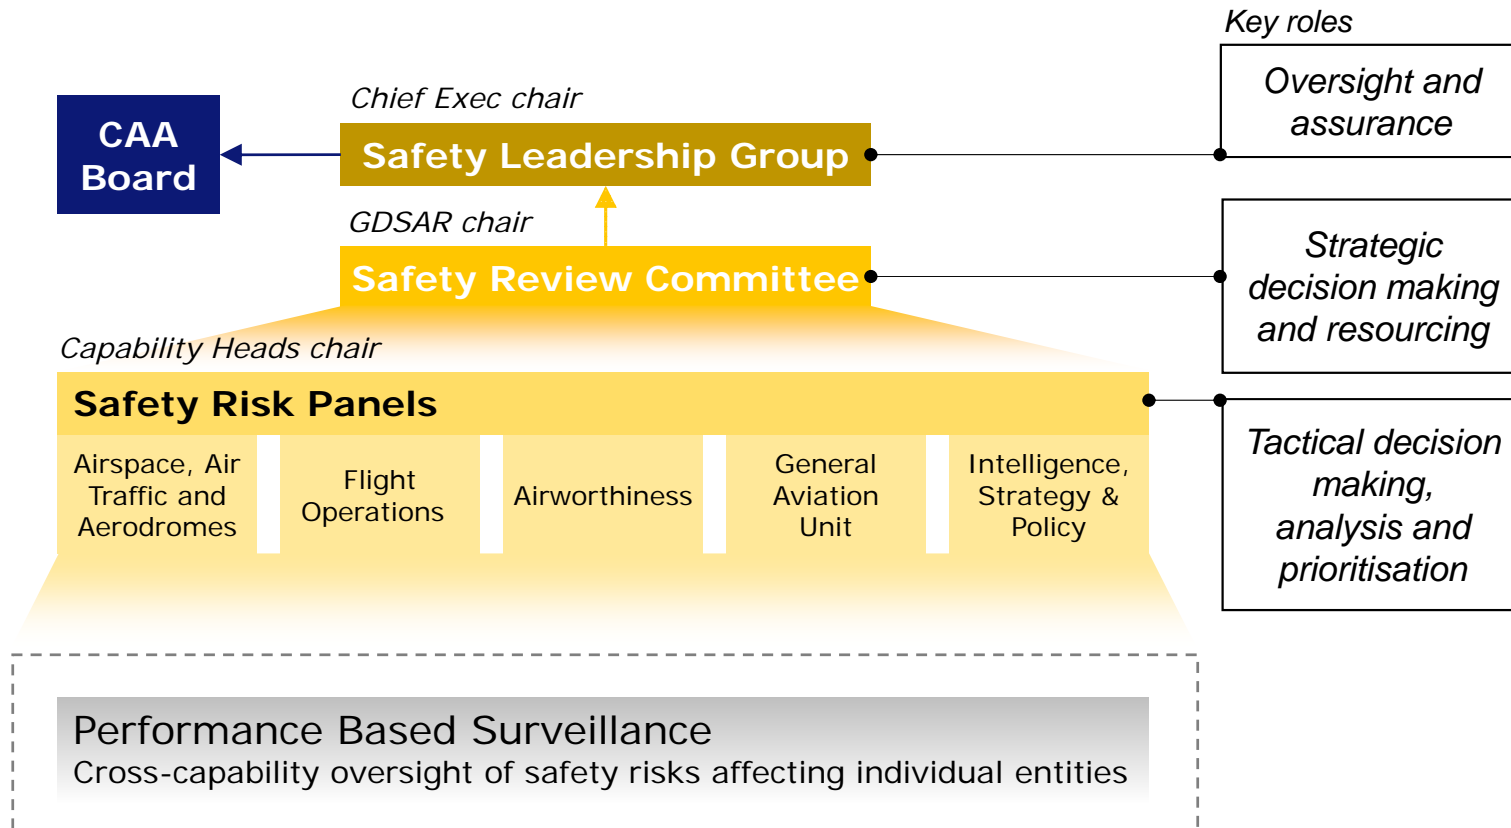 Key roles
Oversight and
assurance
Chief Exec chair
CAA
Board
Safety Leadership Group
GDSAR chair
Safety Review Committee
Strategic
decision making
and resourcing
Capability Heads chair
Safety Risk Panels
Airspace, Air
Traffic and
Aerodromes
Flight
Operations
Airworthiness
General
Aviation
Unit
Intelligence,
Strategy &
Policy
Tactical decision
making,
analysis and
prioritisation
Performance Based Surveillance
Cross-capability oversight of safety risks affecting individual entities